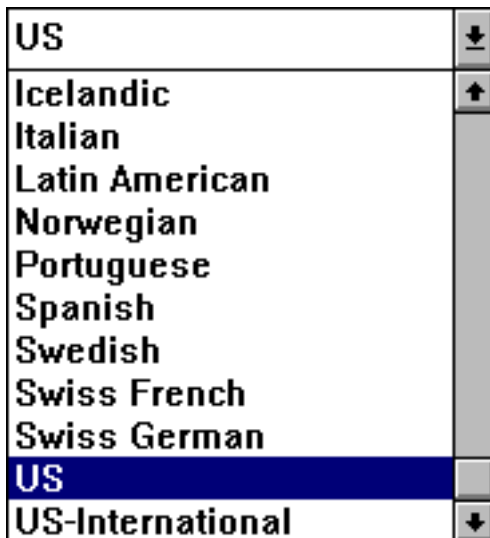 US
Icelandic
Italian
Latin American
Norwegian
Portuguese
Spanish
Swedish
Swiss French
Swiss German
US
US-International